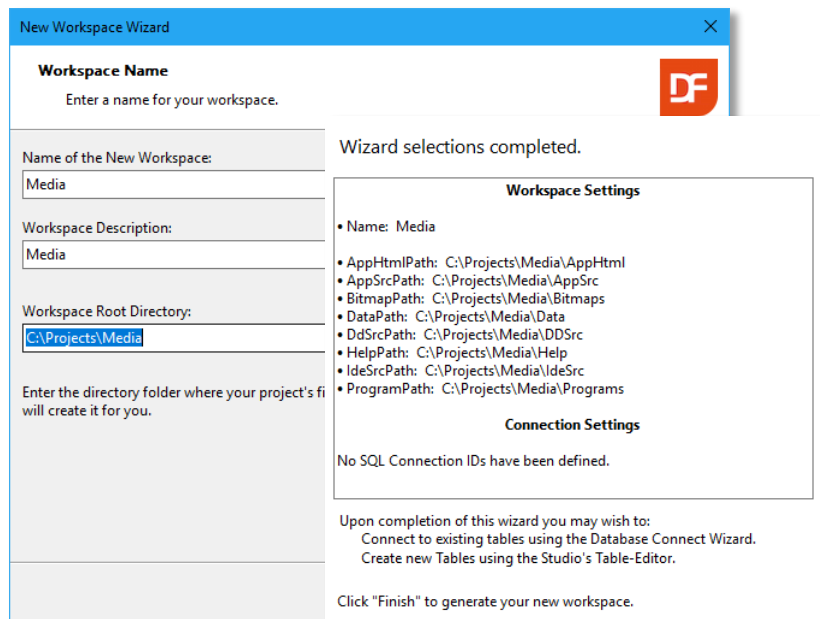 New Workspace Wizard
Workspace Name
Enter a name for your workspace.
DF
Name of the New Workspace:
Media
Workspace Description:
Media
Workspace Root Directory:
C:\Projects\Media
Enter the directory folder where your project's fi
will create it for you.
Wizard selections completed.
Workspace Settings
• Name: Media
• AppHtmlPath: C:\Projects\Media\AppHtml
• AppSrcPath: C:\Projects\Media\AppSrc
• BitmapPath: C:\Projects\Media\Bitmaps
• DataPath: C:\Projects\Media\Data
• DdSrcPath: C:\Projects\Media\DDSrc
• HelpPath: C:\Projects\Media\Help
• IdeSrcPath: C:\Projects\Media\IdeSrc
• ProgramPath: C:\Projects\Media\Programs
Connection Settings
No SQL Connection IDs have been defined.
Upon completion of this wizard you may wish to:
Connect to existing tables using the Database Connect Wizard.
Create new Tables using the Studio's Table-Editor.
Click "Finish" to generate your new workspace.